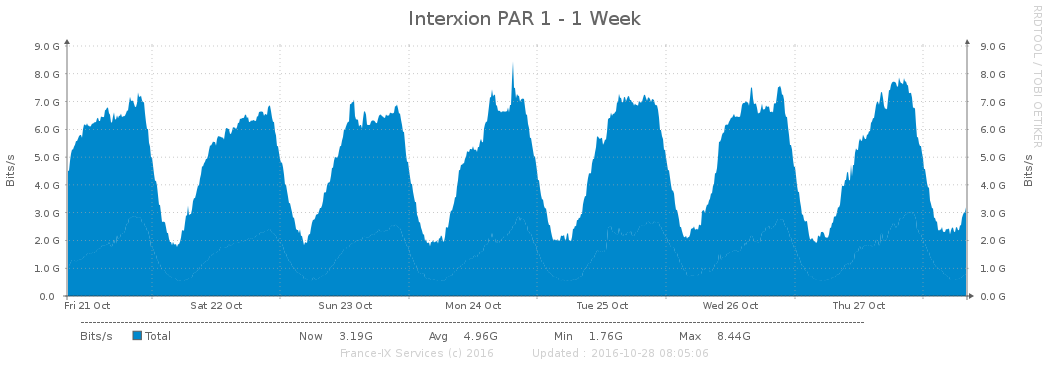 Interxion PAR 1 - 1 Week
RRDTOOL / TOBI OETIKER
Bits/s
9.0 G 9.0 G
8.0 G 8.0 G
7.0 G 7.0 G
6.0 G 6.0 G
5.0 G 5.0 G
4.0 G 4.0 G
3.0 G 3.0 G
2.0 G 2.0 G
1.0 G 1.0 G
0.0 0.0 G
Bits/s
Fri 21 Oct Sat 22 Oct Sun 23 Oct Mon 24 Oct Tue 25 Oct Wed 26 Oct Thu 27 Oct
Bits/s Total Now 3.19G Avg 4.96G Min 1.76G Max 8.44G
France-IX Services (c) 2016 Updated : 2016-10-28 08:05:06